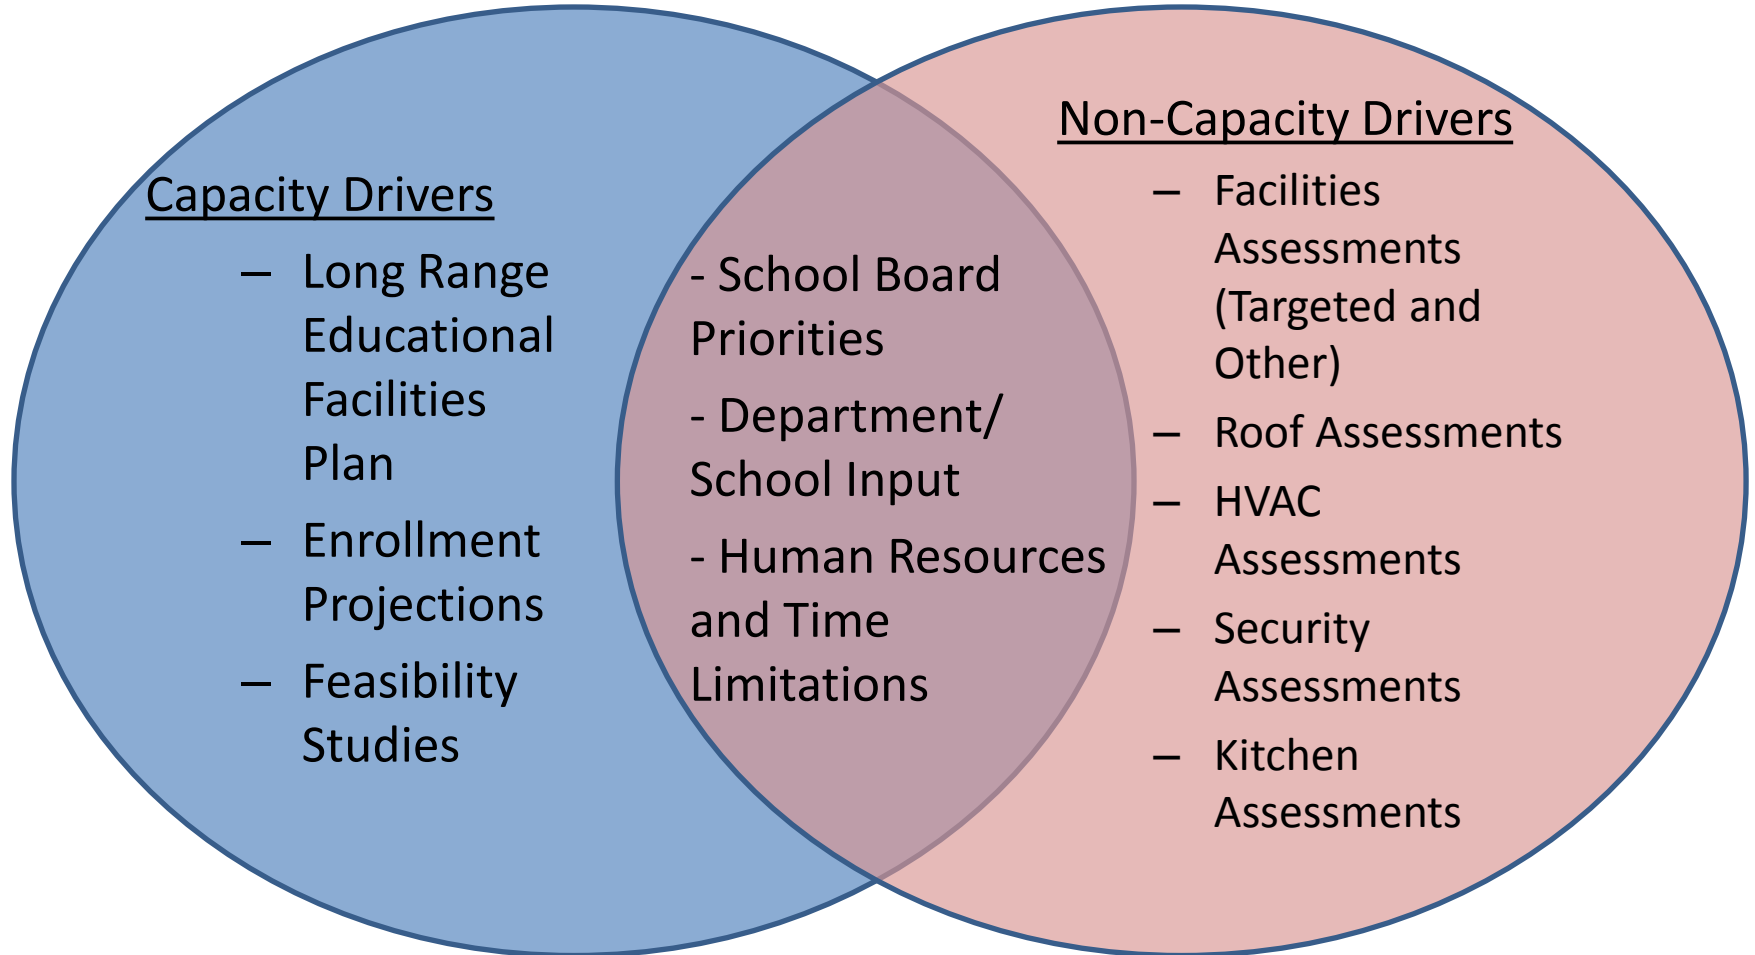 Capacity Drivers
– Long Range
Educational
Facilities
Plan
– Enrollment
Projections
– Feasibility
Studies
- School Board
Priorities
- Department/
School Input
- Human Resources
and Time
Limitations
Non-Capacity Drivers
– Facilities
Assessments
(Targeted and
Other)
– Roof Assessments
– HVAC
Assessments
– Security
Assessments
– Kitchen
Assessments